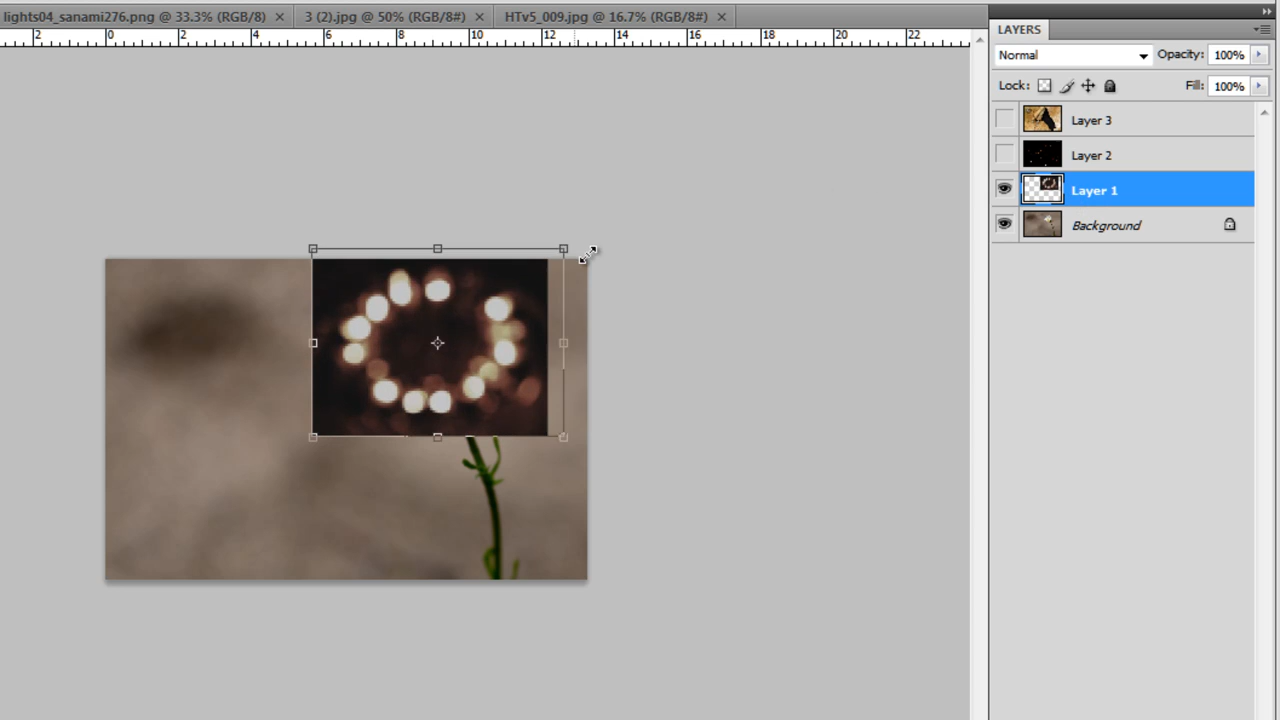 lights04_sanami276.png @ 33.3% (RGB/8) × 3 (2).jpg @ 50% (RGB/8#) × HTv5_009.jpg @ 16.7% (RGB/8#) ×
2 0 2 4 6 8 10 12 14 16 18 20 22
LAYERS
Normal Opacity: 100%
Lock: Fill: 100%
Layer 3
Layer 2
Layer 1
Background